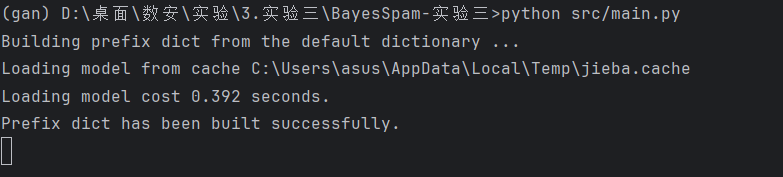 (gan) D:\桌面\数安\实验\3.实验三\BayesSpam-实验三>python src/main.py
Building prefix dict from the default dictionary ...
Loading model from cache C:\Users\asus\AppData\Local\Temp\jieba.cache
Loading model cost 0.392 seconds.
Prefix dict has been built successfully.